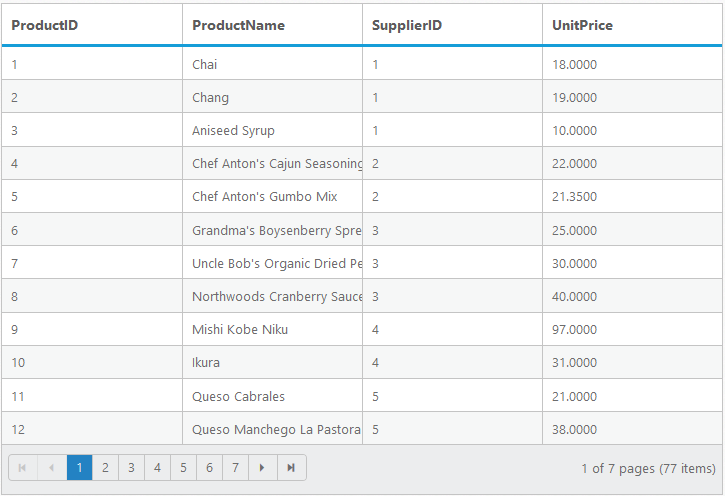 ProductID ProductName SupplierID UnitPrice
1 Chai 1 18.0000
2 Chang 1 19.0000
3 Aniseed Syrup 1 10.0000
4 Chef Anton's Cajun Seasoning 2 22.0000
5 Chef Anton's Gumbo Mix 2 21.3500
6 Grandma's Boysenberry Spre 3 25.0000
7 Uncle Bob's Organic Dried Pe 3 30.0000
8 Northwoods Cranberry Sauce 3 40.0000
9 Mishi Kobe Niku 4 97.0000
10 Ikura 4 31.0000
11 Queso Cabrales 5 21.0000
12 Queso Manchego La Pastora 5 38.0000
1 2 3 4 5 6 7 1 of 7 pages (77 items)